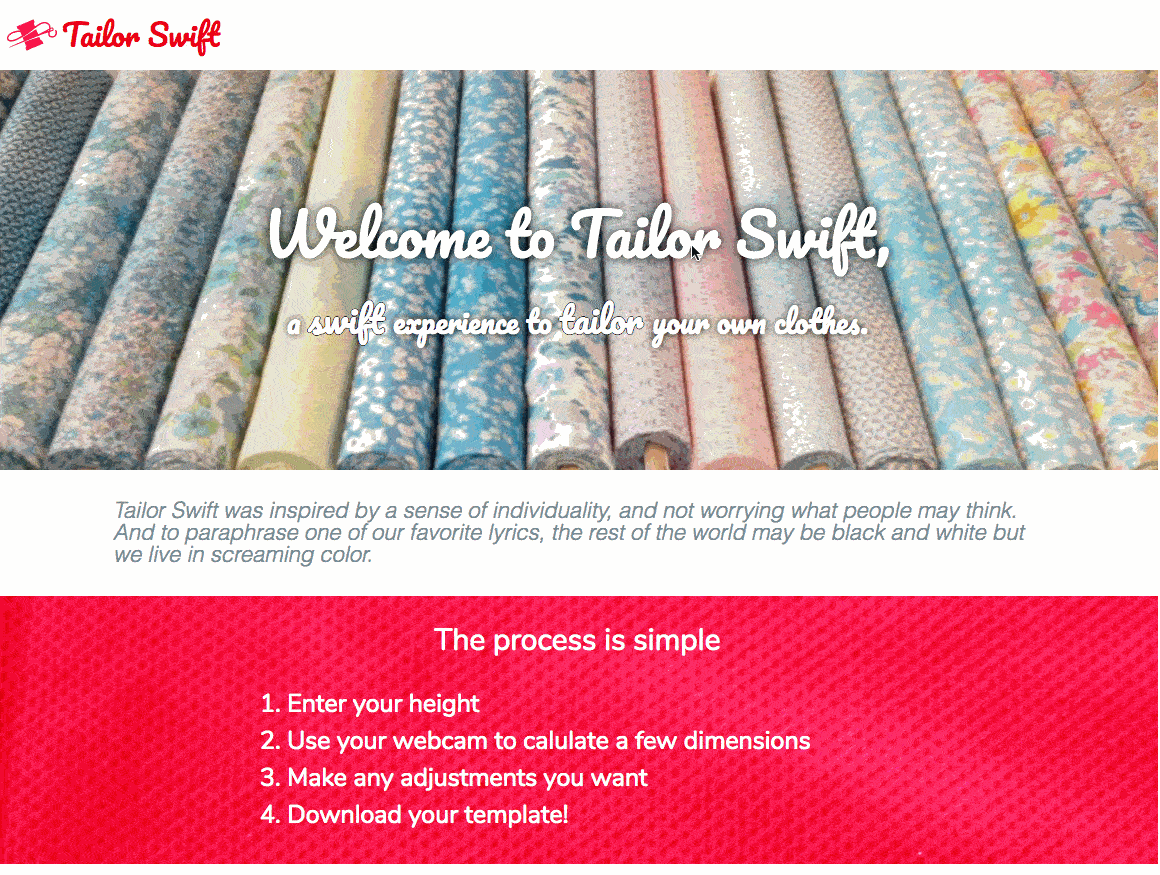 Tailor Swift
Welcome to Tailor Swift,
a swift experience to tailor your own clothes.
Tailor Swift was inspired by a sense of individuality, and not worrying what people may think.
And to paraphrase one of our favorite lyrics, the rest of the world may be black and white but
we live in screaming color.
The process is simple
1. Enter your height
2. Use your webcam to calulate a few dimensions
3. Make any adjustments you want
4. Download your template!